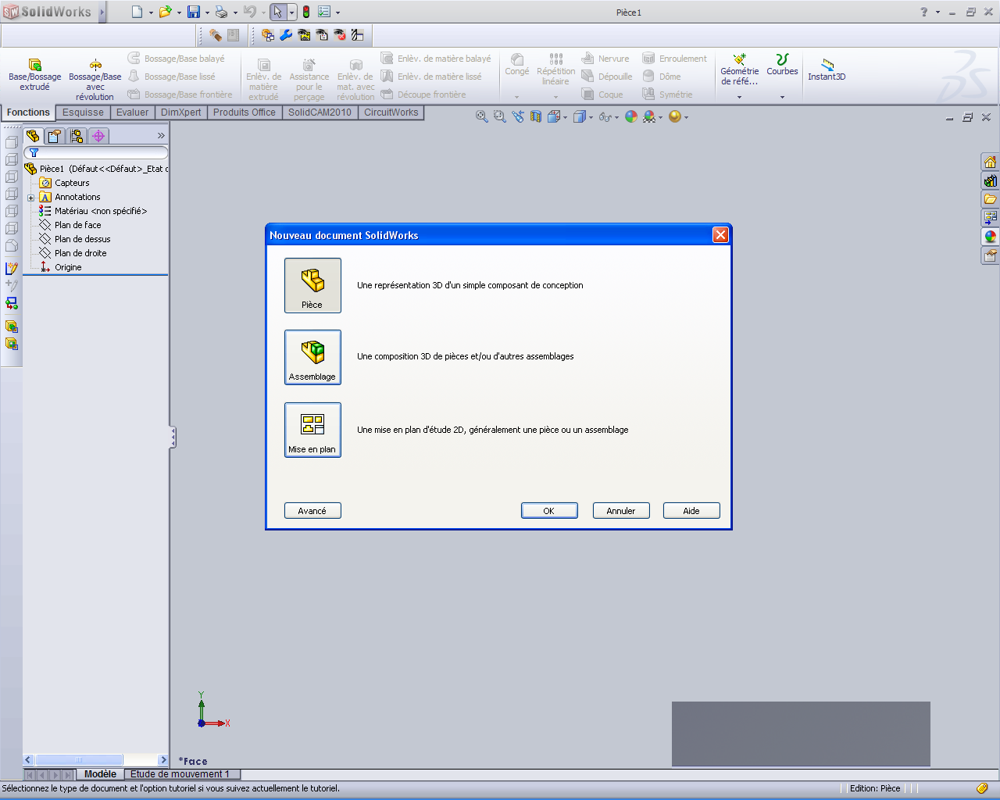 SolidWorks
Pièce1
Base/Bossage extrudé
Bossage/Base avec révolution
Bossage/Base balayé
Bossage/Base lissé
Bossage/Base frontière
Enlèv. de matière extrudé
Assistance pour le perçage
Enlèv. de mat. avec révolution
Enlèv. de matière balayé
Enlèv. de matière lissé
Découpe frontière
Congé
Répétition linéaire
Nervure
Dépouille
Coque
Enroulement
Dôme
Symétrie
Géométrie de réfé...
Courbes
Instant3D
Fonctions
Esquisse
Evaluer
DimXpert
Produits Office
SolidCAM2010
CircuitWorks
Pièce1 (Défaut<<Défaut>_Etat d
Capteurs
Annotations
Matériau <non spécifié>
Plan de face
Plan de dessus
Plan de droite
Origine
Nouveau document SolidWorks
Pièce
Une représentation 3D d'un simple composant de conception
Assemblage
Une composition 3D de pièces et/ou d'autres assemblages
Mise en plan
Une mise en plan d'étude 2D, généralement une pièce ou un assemblage
Avancé
OK
Annuler
Aide
Y
X
*Face
Modèle
Etude de mouvement 1
Sélectionnez le type de document et l'option tutoriel si vous suivez actuellement le tutoriel.
Edition: Pièce